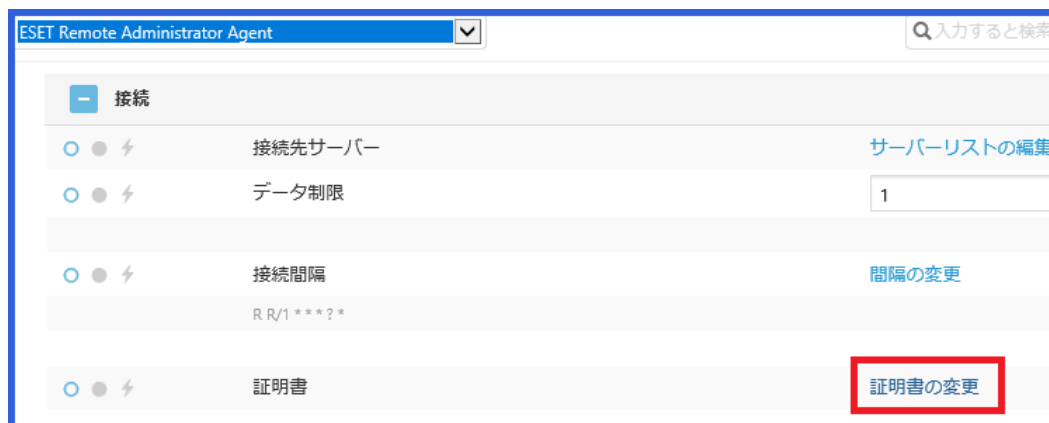 ESET Remote Administrator Agent
入力すると検索
接続
接続先サーバー サーバーリストの編集
データ制限 1
接続間隔 間隔の変更
R R/1 * * * ? *
証明書 証明書の変更